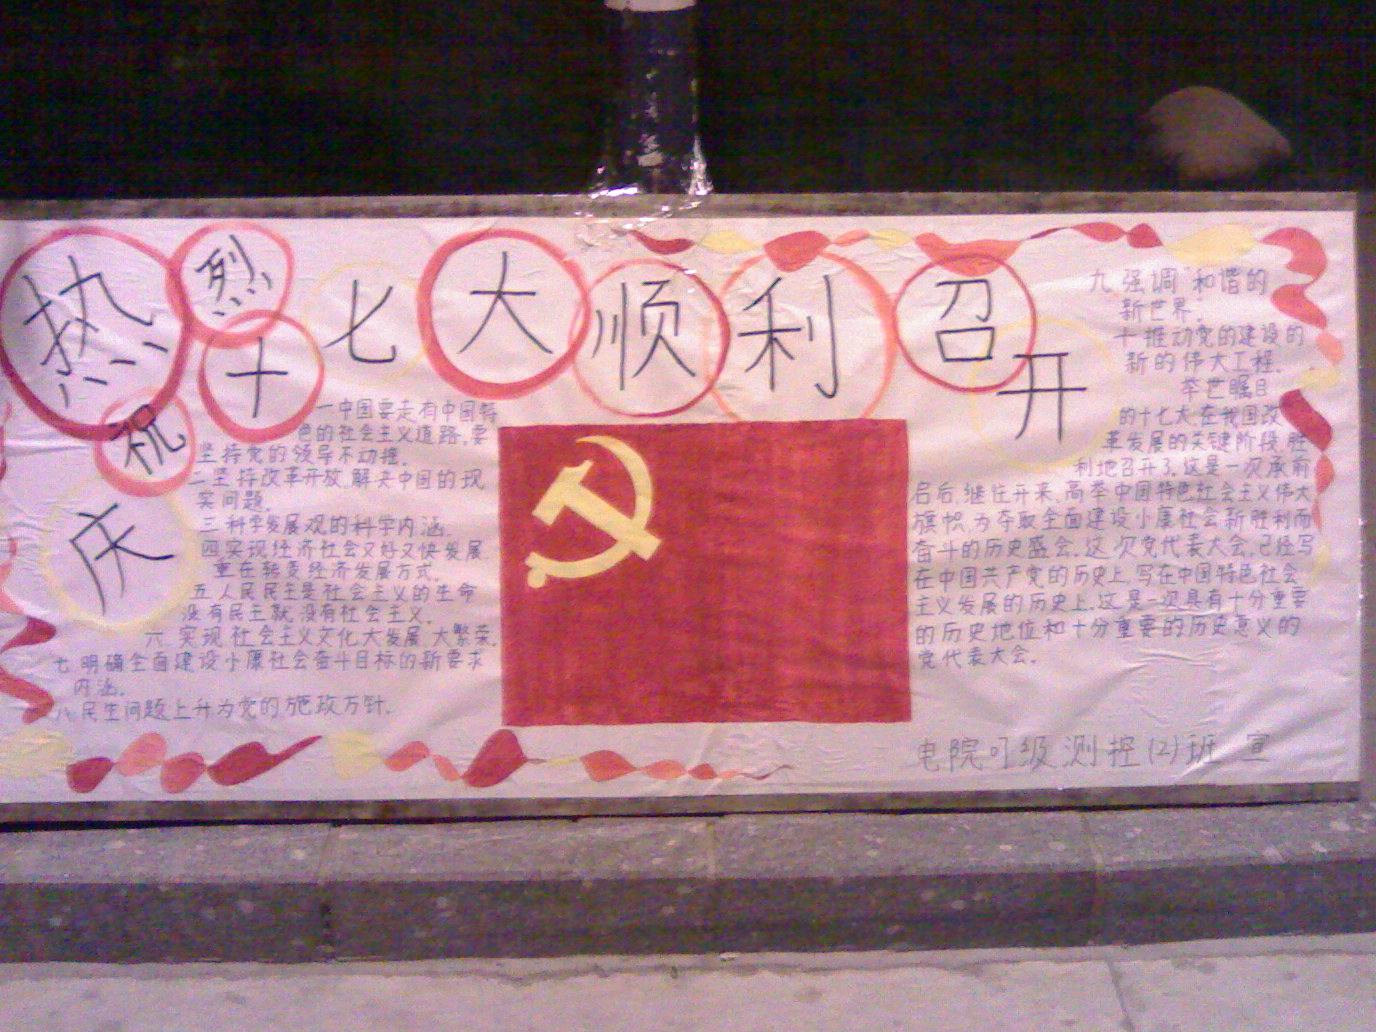 热烈
祝庆
十七大顺利召开
一中国要走有中国特
色的社会主义道路,要
坚持党的领导不动摇.
二坚持改革开放.解决中国的现
实问题.
三科学发展观的科学内涵.
四实现经济社会又好又快发展.
重在转变经济发展方式.
五人民民主是社会主义的生命
没有民主就没有社会主义.
六 实现社会主义文化大发展大繁荣.
七明确全面建设小康社会奋斗目标的新要求
内涵.
八民生问题上升为党的施政方针.
九强调"和谐的
新世界.
十推动党的建设的
新的伟大工程.
举世瞩目
的十七大,在我国改
革发展的关键阶段胜
利地召开了,这是一次承前
启后,继往开来,高举中国特色社会主义伟大
旗帜,为夺取全面建设小康社会新胜利而
奋斗的历史盛会.这次党代表大会,已经写
在中国共产党的历史上,写在中国特色社会
主义发展的历史上.这是一次具有十分重要
的历史地位和十分重要的历史意义的
党代表大会.
电院07级测控(2)班 宣